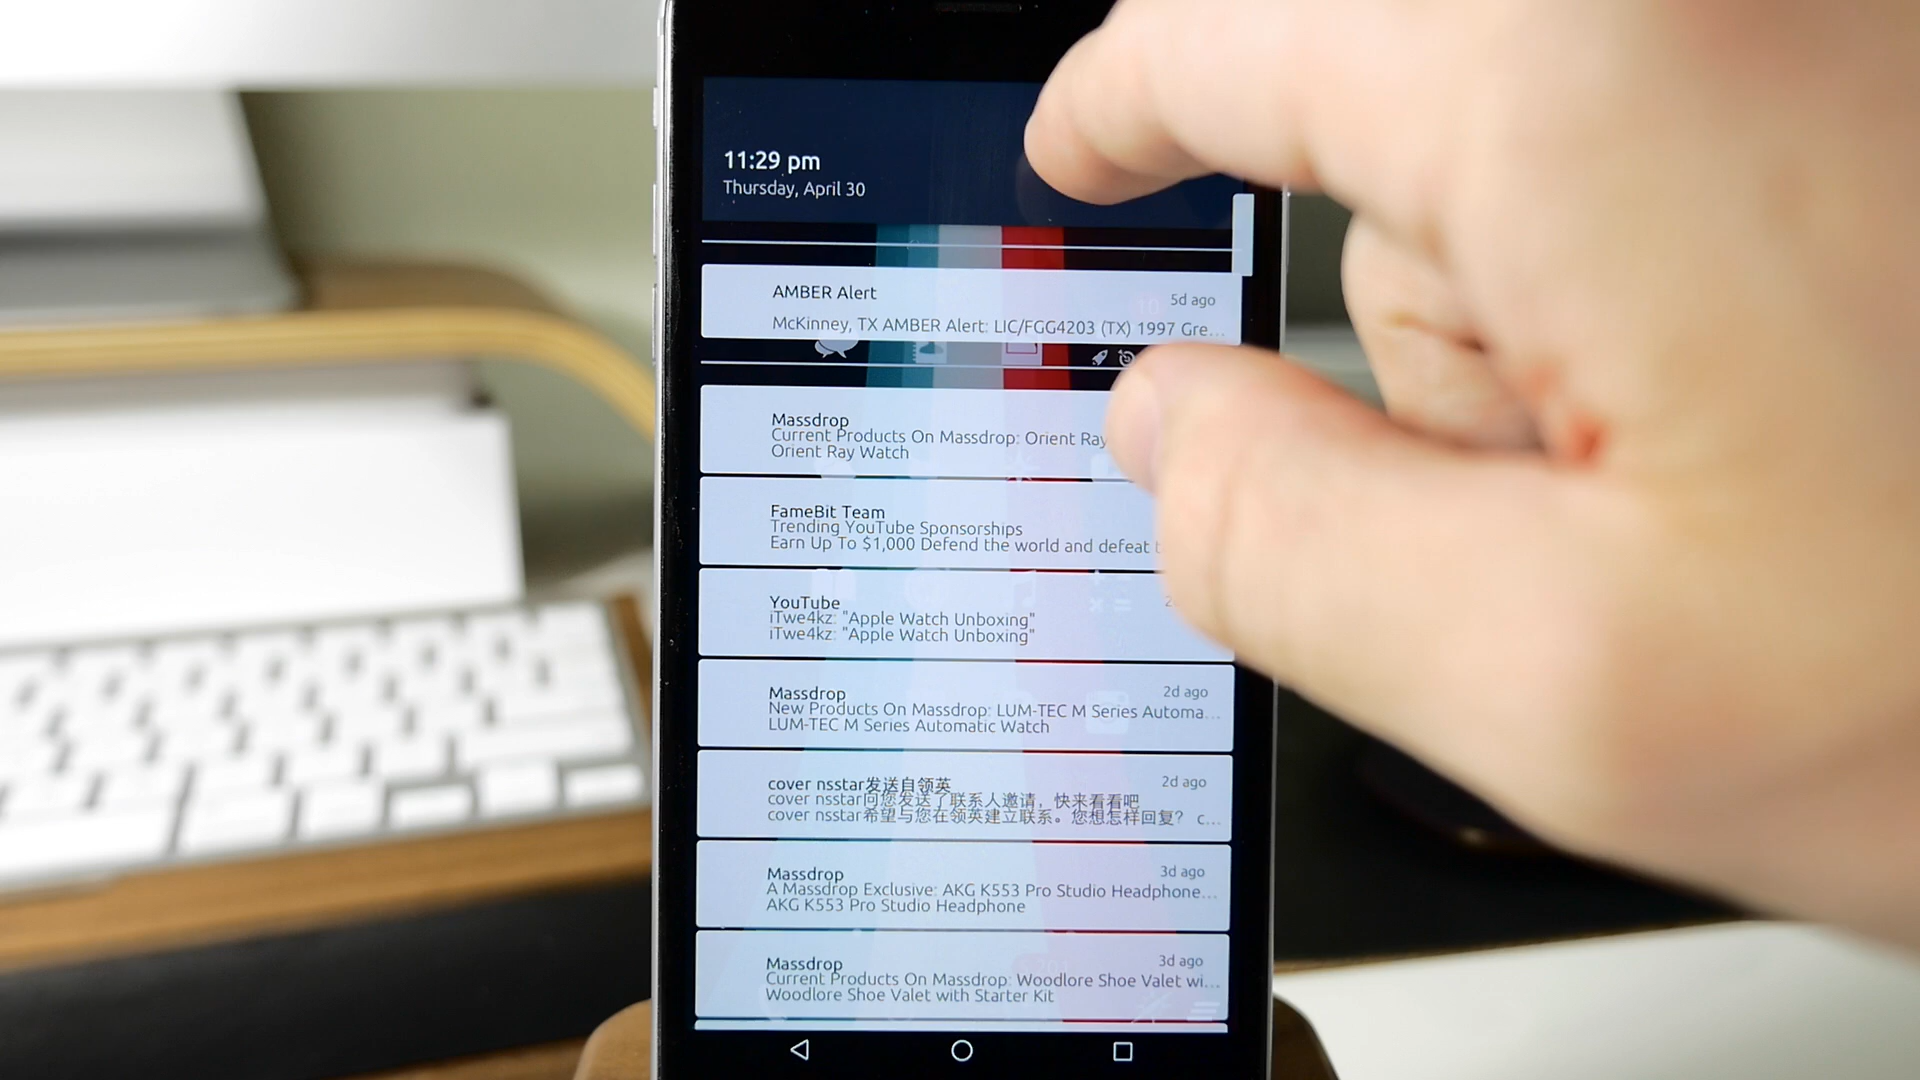 11:29 pm
Thursday, April 30
AMBER Alert
5d ago
McKinney, TX AMBER Alert: LIC/FGG4203 (TX) 1997 Gre...
Massdrop
Current Products On Massdrop: Orient Ray
Orient Ray Watch
FameBit Team
Trending YouTube Sponsorships
Earn Up To $1,000 Defend the world and defeat
YouTube
iTwe4kz: "Apple Watch Unboxing"
iTwe4kz: "Apple Watch Unboxing"
Massdrop
2d ago
New Products On Massdrop: LUM-TEC M Series Automa...
LUM-TEC M Series Automatic Watch
cover nsstar发送自领英
2d ago
cover nsstar向您发送了联系人邀请，快来看看吧
cover nsstar希望与您在领英建立联系。您想怎样回复? c...
Massdrop
3d ago
A Massdrop Exclusive: AKG K553 Pro Studio Headphone...
AKG K553 Pro Studio Headphone
Massdrop
3d ago
Current Products On Massdrop: Woodlore Shoe Valet wi...
Woodlore Shoe Valet with Starter Kit